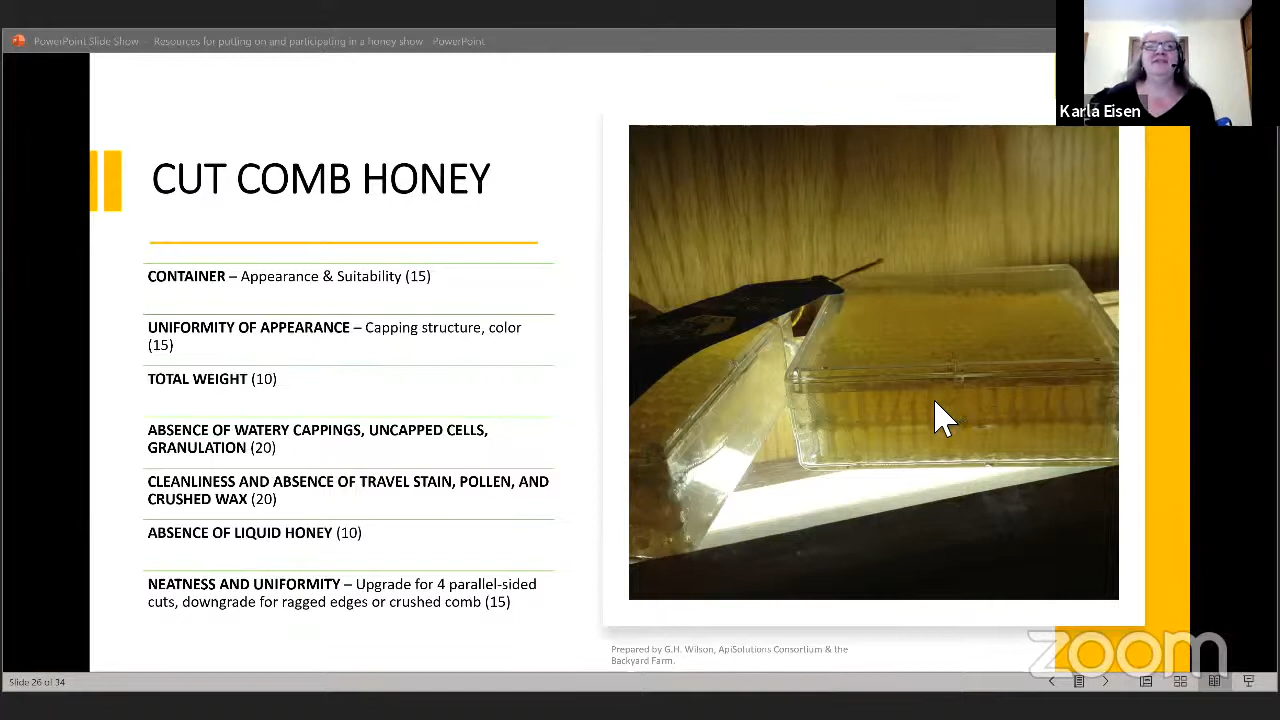 PowerPoint Slide Show - Resources for putting on and participating in a honey show - PowerPoint
Karla Eisen
CUT COMB HONEY
CONTAINER – Appearance & Suitability (15)
UNIFORMITY OF APPEARANCE – Capping structure, color
(15)
TOTAL WEIGHT (10)
ABSENCE OF WATERY CAPPINGS, UNCAPPED CELLS,
GRANULATION (20)
CLEANLINESS AND ABSENCE OF TRAVEL STAIN, POLLEN, AND
CRUSHED WAX (20)
ABSENCE OF LIQUID HONEY (10)
NEATNESS AND UNIFORMITY – Upgrade for 4 parallel-sided
cuts, downgrade for ragged edges or crushed comb (15)
Prepared by G.H. Wilson, ApiSolutions Consortium & the
Backyard Farm.
zoom
Slide 26 of 34